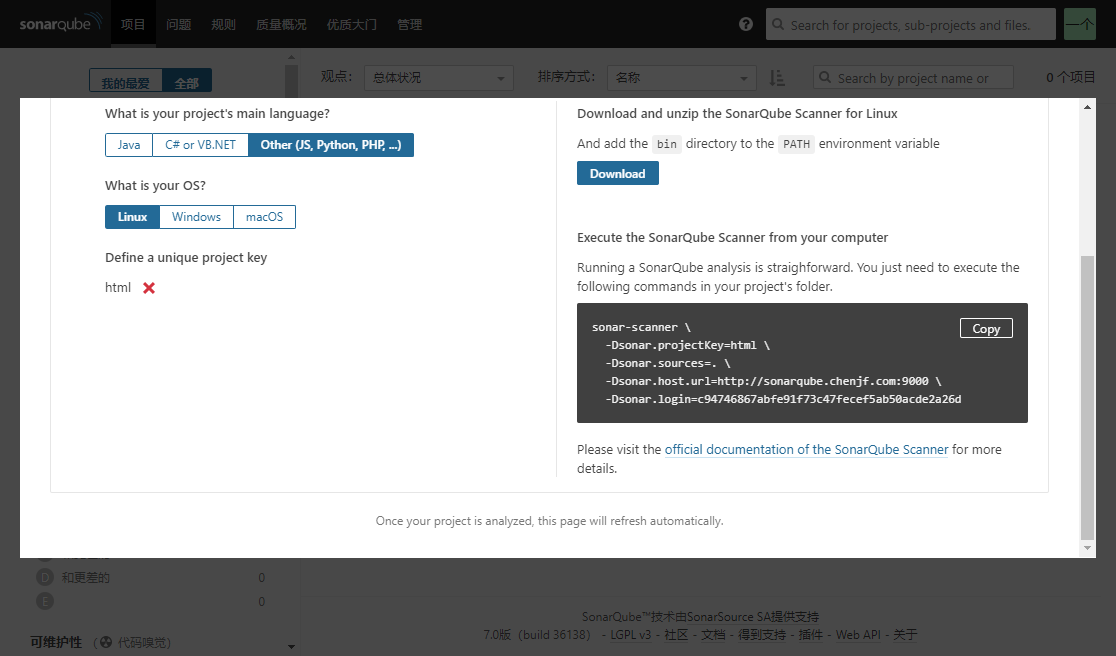 sonarqube 项目 问题 规则 质量概况 优质大门 管理 ? Search for projects, sub-projects and files. 一个
我的最爱 全部 观点： 总体状况 排序方式： 名称 Search by project name or 0 个项目
What is your project's main language?
Java C# or VB.NET Other (JS, Python, PHP, ...)
What is your OS?
Linux Windows macOS
Define a unique project key
html
Download and unzip the SonarQube Scanner for Linux
And add the bin directory to the PATH environment variable
Download
Execute the SonarQube Scanner from your computer
Running a SonarQube analysis is straighforward. You just need to execute the
following commands in your project's folder.
Copy
sonar-scanner \
-Dsonar.projectKey=html \
-Dsonar.sources=. \
-Dsonar.host.url=http://sonarqube.chenjf.com:9000 \
-Dsonar.login=c94746867abfe91f73c47fecef5ab50acde2a26d
Please visit the official documentation of the SonarQube Scanner for more
details.
Once your project is analyzed, this page will refresh automatically.
D 和更差的 0
E 0
可维护性 （ 代码嗅觉）
SonarQube™技术由SonarSource SA提供支持
7.0版（build 36138） - LGPL v3 - 社区 - 文档 - 得到支持 - 插件 - Web API - 关于